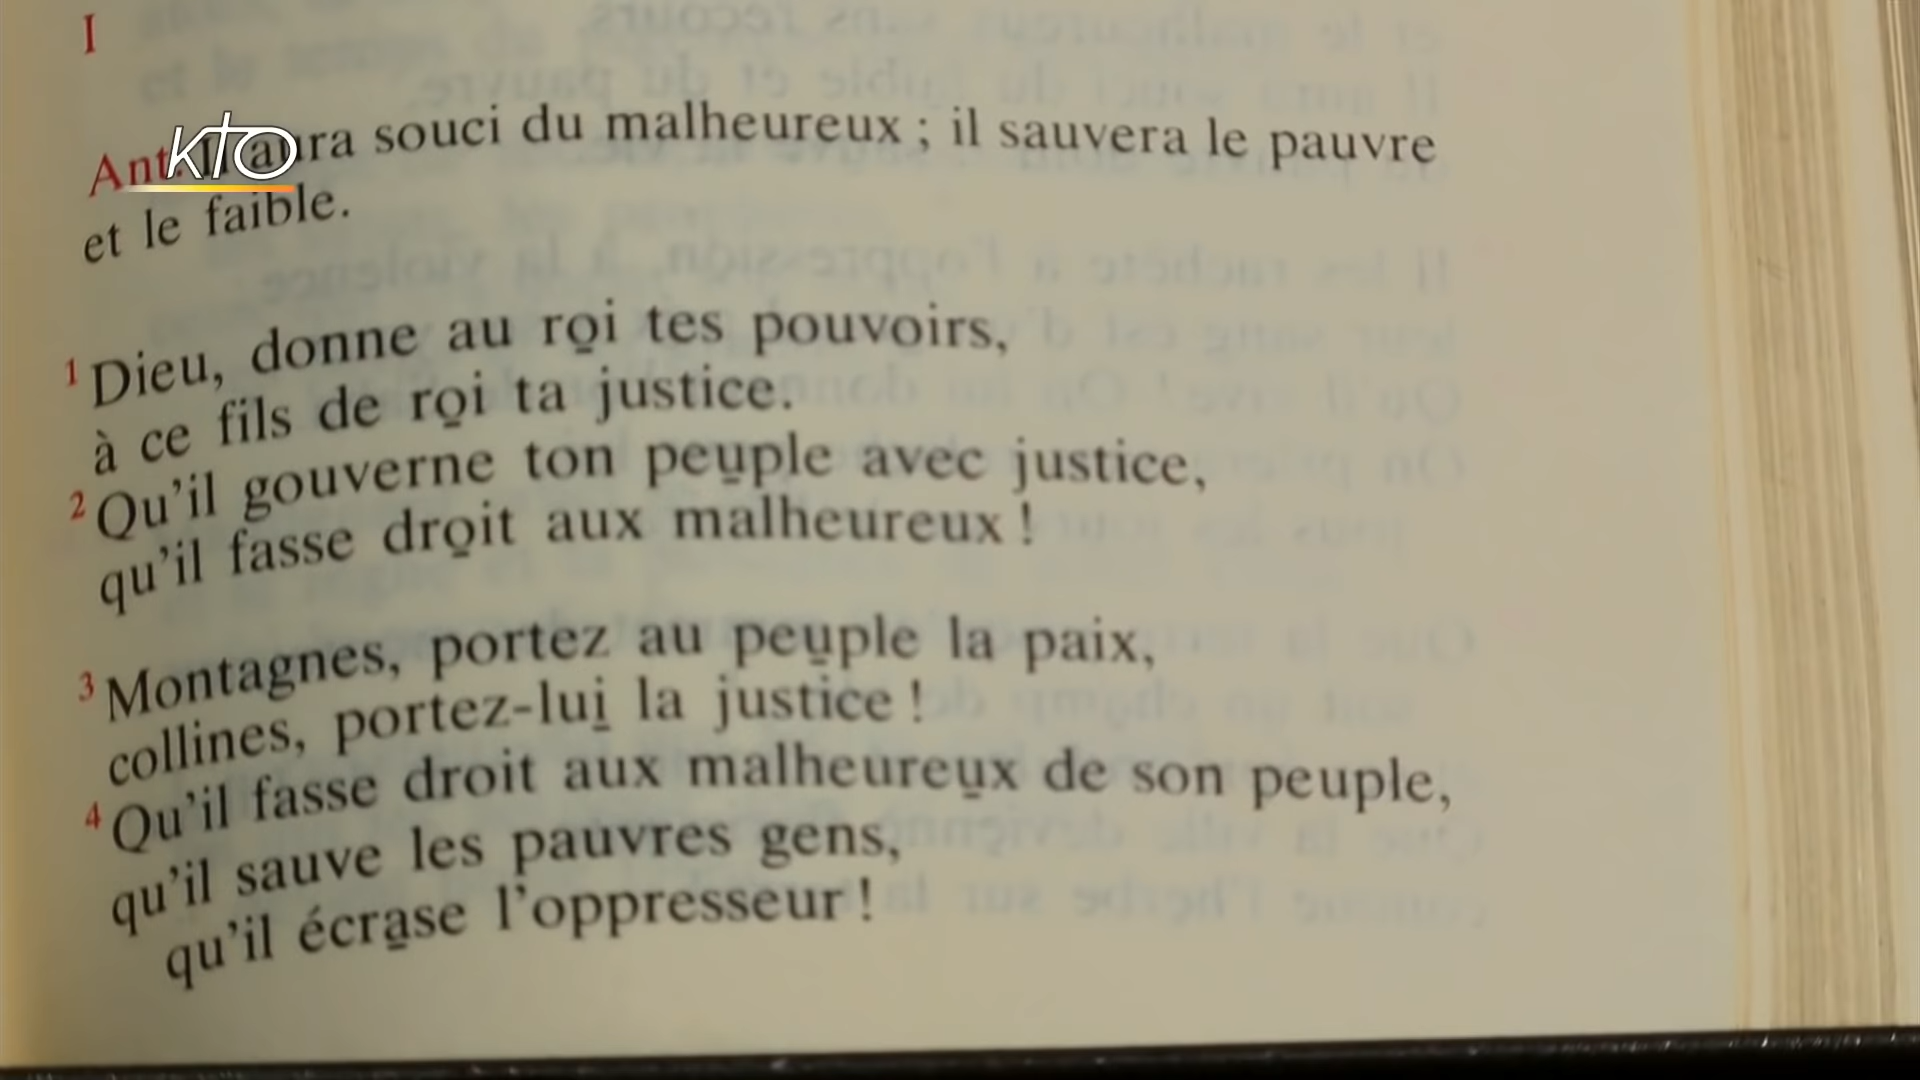 I
Ant. Il aura souci du malheureux ; il sauvera le pauvre
et le faible.
1 Dieu, donne au roi tes pouvoirs,
à ce fils de roi ta justice.
2 Qu’il gouverne ton peuple avec justice,
qu’il fasse droit aux malheureux !
3 Montagnes, portez au peuple la paix,
collines, portez-lui la justice !
4 Qu’il fasse droit aux malheureux de son peuple,
qu’il sauve les pauvres gens,
qu’il écrase l’oppresseur !
KTO